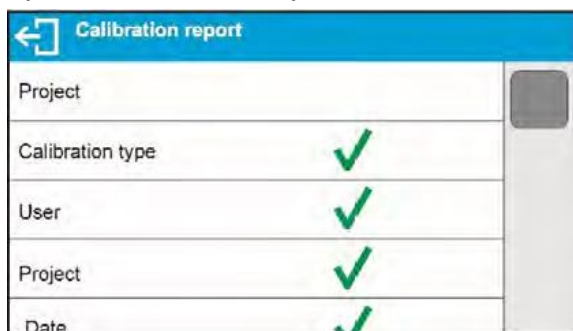 Calibration report
Project
Calibration type
User
Project
Date